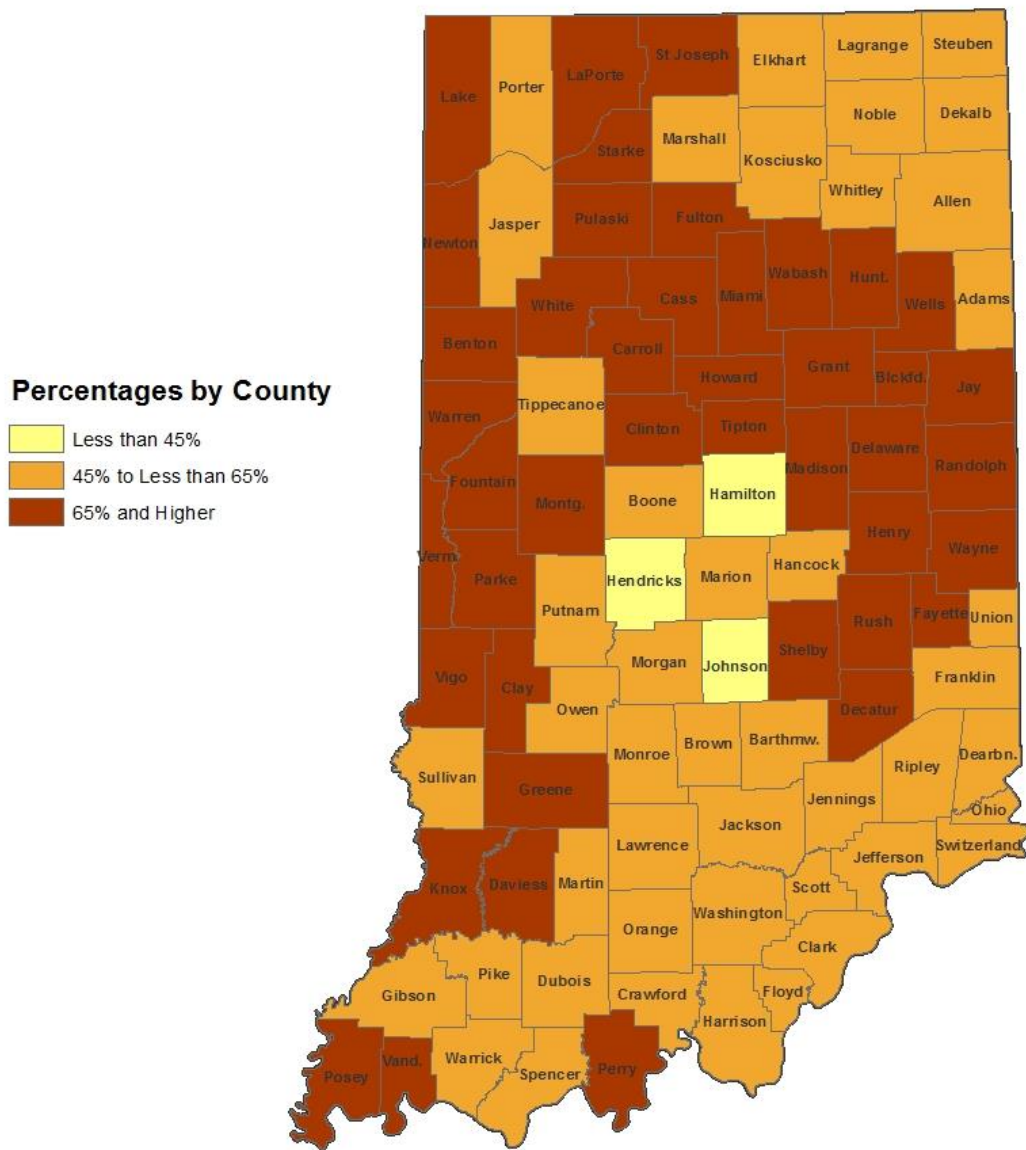 Lake
Porter
LaPorte
St Joseph
Elkhart
Lagrange
Steuben
Noble
Dekalb
Starke
Marshall
Kosciusko
Whitley
Allen
Newton
Jasper
Pulaski
Fulton
White
Cass
Miami
Wabash
Hunt.
Wells
Adams
Benton
Carroll
Howard
Grant
Blckfd.
Jay
Percentages by County
Less than 45%
45% to Less than 65%
65% and Higher
Warren
Tippecanoe
Clinton
Tipton
Madison
Delaware
Randolph
Fountain
Montg.
Boone
Hamilton
Henry
Wayne
Verm.
Parke
Putnam
Hendricks
Marion
Hancock
Rush
Fayette
Union
Vigo
Clay
Owen
Morgan
Johnson
Shelby
Decatur
Franklin
Sullivan
Greene
Monroe
Brown
Barthmw.
Jennings
Ripley
Dearbn.
Ohio
Knox
Daviess
Martin
Lawrence
Jackson
Scott
Jefferson
Switzerland
Orange
Washington
Clark
Gibson
Pike
Dubois
Crawford
Harrison
Floyd
Posey
Vand.
Warrick
Spencer
Perry